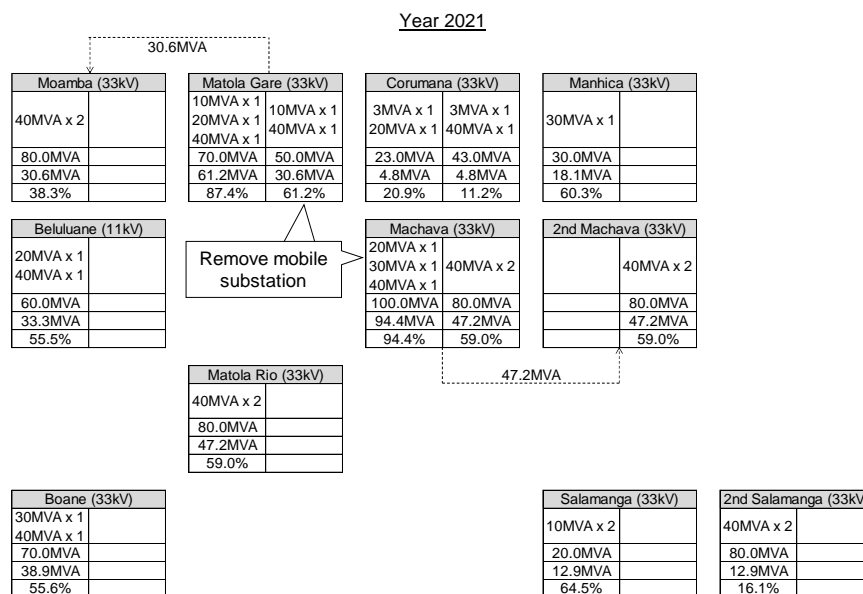 Year 2021
30.6MVA
Moamba (33kV)
40MVA x 2
80.0MVA
30.6MVA
38.3%
Matola Gare (33kV)
10MVA x 1
20MVA x 1
40MVA x 1
10MVA x 1
40MVA x 1
70.0MVA 50.0MVA
61.2MVA 30.6MVA
87.4% 61.2%
Corumana (33kV)
3MVA x 1 3MVA x 1
20MVA x 1 40MVA x 1
23.0MVA 43.0MVA
4.8MVA 4.8MVA
20.9% 11.2%
Manhica (33kV)
30MVA x 1
30.0MVA
18.1MVA
60.3%
Beluluane (11kV)
20MVA x 1
40MVA x 1
60.0MVA
33.3MVA
55.5%
Remove mobile
substation
Machava (33kV)
20MVA x 1
30MVA x 1
40MVA x 1
40MVA x 2
100.0MVA 80.0MVA
94.4MVA 47.2MVA
94.4% 59.0%
2nd Machava (33kV)
40MVA x 2
80.0MVA
47.2MVA
59.0%
47.2MVA
Matola Rio (33kV)
40MVA x 2
80.0MVA
47.2MVA
59.0%
Boane (33kV)
30MVA x 1
40MVA x 1
70.0MVA
38.9MVA
55.6%
Salamanga (33kV)
10MVA x 2
20.0MVA
12.9MVA
64.5%
2nd Salamanga (33kV
40MVA x 2
80.0MVA
12.9MVA
16.1%